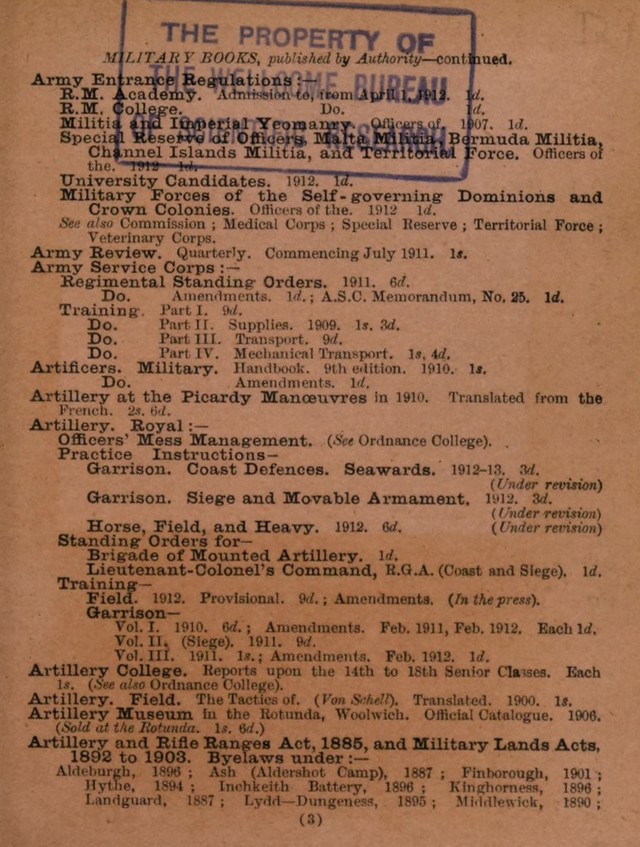 THE PROPERTY OF
MILITARY BOOKS, published by Authority—continued.
Army Entrance Regulations:—
BUREAU
R.M. Academy. Admission to, from April 1, 1912. 1d.
R.M. College. Do. 1d.
Militia and Imperial Yeomanry. Officers of. 1907. 1d.
Special Reserve of Officers, Malta Militia, Bermuda Militia,
Channel Islands Militia, and Territorial Force. Officers of
the. 1912 1d.
University Candidates. 1912. 1d.
Military Forces of the Self-governing Dominions and
Crown Colonies. Officers of the. 1912 1d.
See also Commission ; Medical Corps ; Special Reserve ; Territorial Force ;
Veterinary Corps.
Army Review. Quarterly. Commencing July 1911. 1s.
Army Service Corps :—
Regimental Standing Orders. 1911. 6d.
Do. Amendments. 1d. ; A.S.C. Memorandum, No. 25. 1d.
Training. Part I. 9d.
Do. Part II. Supplies. 1909. 1s. 3d.
Do. Part III. Transport. 9d.
Do. Part IV. Mechanical Transport. 1s. 4d.
Artificers. Military. Handbook. 9th edition. 1910. 1s.
Do. Amendments. 1d.
Artillery at the Picardy Manœuvres in 1910. Translated from the
French. 2s. 6d.
Artillery. Royal :—
Officers' Mess Management. (See Ordnance College).
Practice Instructions—
Garrison. Coast Defences. Seawards. 1912-13. 3d.
(Under revision)
Garrison. Siege and Movable Armament. 1912. 3d.
(Under revision)
Horse, Field, and Heavy. 1912. 6d. (Under revision)
Standing Orders for—
Brigade of Mounted Artillery. 1d.
Lieutenant-Colonel's Command, R.G.A. (Coast and Siege). 1d.
Training—
Field. 1912. Provisional. 9d. ; Amendments. (In the press).
Garrison—
Vol. I. 1910. 6d. ; Amendments. Feb. 1911, Feb. 1912. Each 1d.
Vol. II. (Siege). 1911. 9d.
Vol. III. 1911. 1s. ; Amendments. Feb. 1912. 1d.
Artillery College. Reports upon the 14th to 18th Senior Classes. Each
1s. (See also Ordnance College).
Artillery. Field. The Tactics of. (Von Schell). Translated. 1900. 1s.
Artillery Museum in the Rotunda, Woolwich. Official Catalogue. 1906.
(Sold at the Rotunda. 1s. 6d.)
Artillery and Rifle Ranges Act, 1885, and Military Lands Acts,
1892 to 1903. Byelaws under :—
Aldeburgh, 1896 ; Ash (Aldershot Camp), 1887 ; Finborough, 1901 ;
Hythe, 1894 ; Inchkeith Battery, 1896 ; Kinghorness, 1896 ;
Landguard, 1887 ; Lydd—Dungeness, 1895 ; Middlewick, 1890 ;
(3)